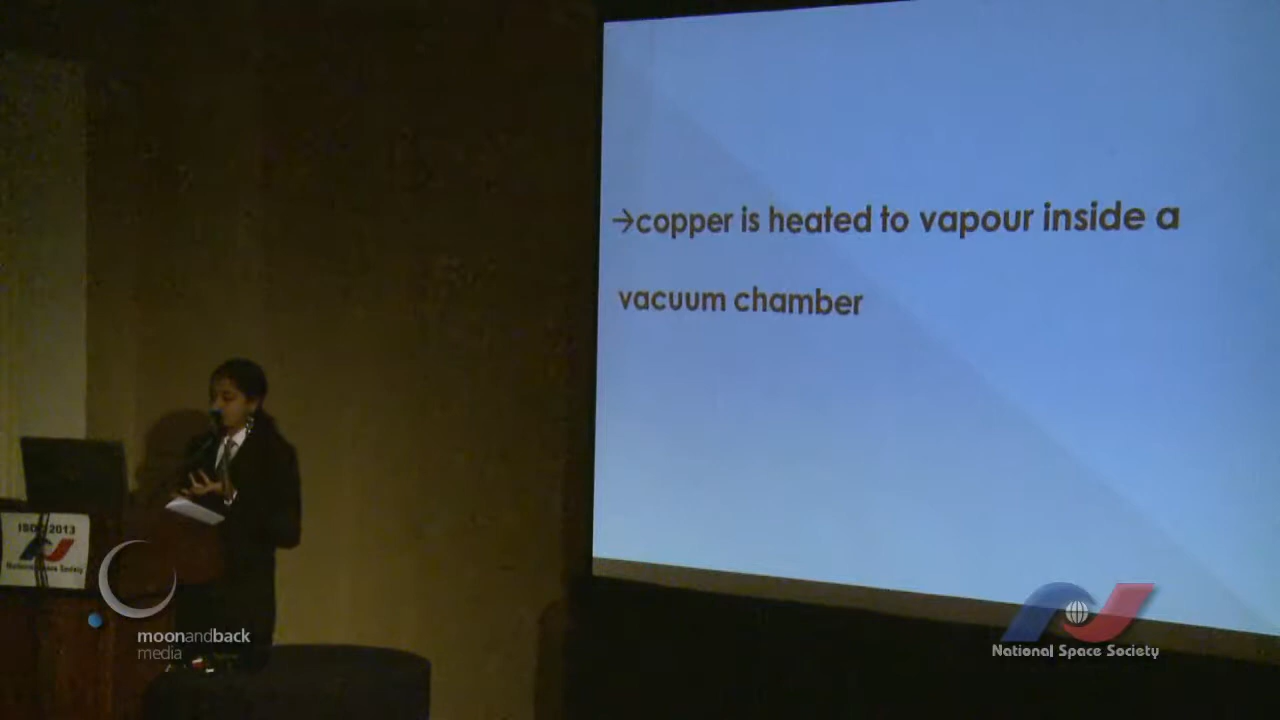 →copper is heated to vapour inside a
vacuum chamber
ISDC 2013
National Space Society
moonandback
media
National Space Society